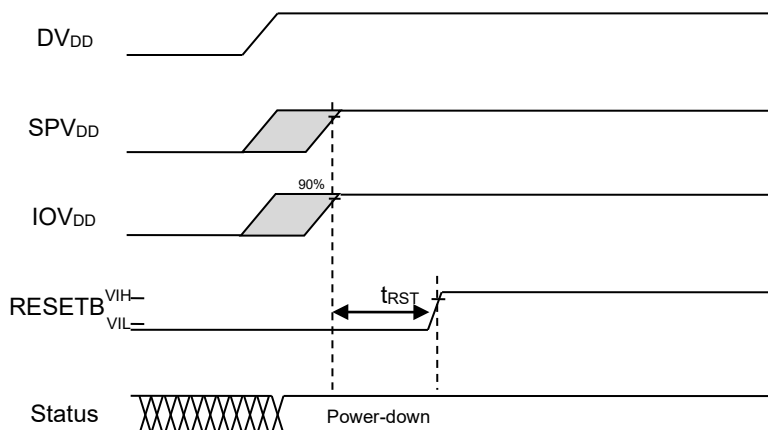 DVDD
SPVDD
90%
IOVDD
tRST
RESETB VIH
VIL
Status Power-down